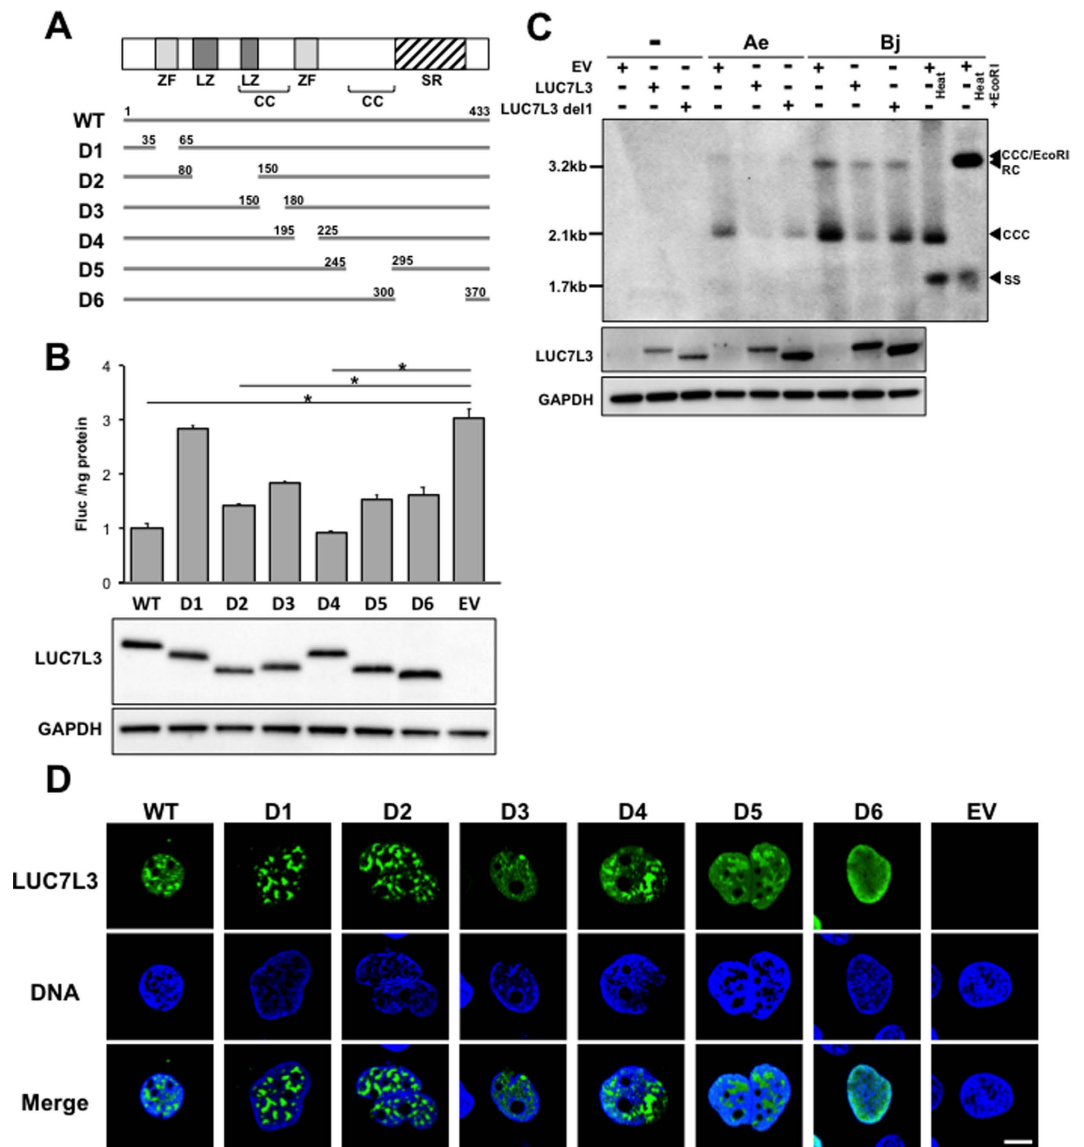 A
ZF LZ LZ ZF SR
CC CC
WT 1 433
D1 35 65
D2 80 150
D3 150 180
D4 195 225
D5 245 295
D6 300 370
B
4
3
2
1
0
Fluc /ng protein
* * *
WT D1 D2 D3 D4 D5 D6 EV
LUC7L3
GAPDH
C
- Ae Bj
EV + - - + - - + - - + +
LUC7L3 - + - - + - - + - - -
LUC7L3 del1 - - + - - + - - + - -
Heat
Heat +EcoRI
3.2kb
2.1kb
1.7kb
CCC/EcoRI
RC
CCC
SS
LUC7L3
GAPDH
D
WT D1 D2 D3 D4 D5 D6 EV
LUC7L3
DNA
Merge